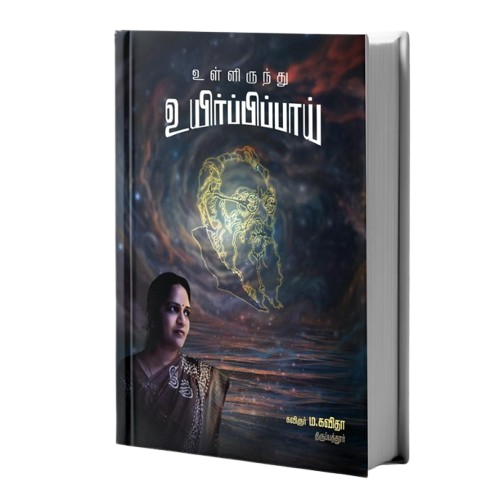 உள்ளிருந்து
உயிர்ப்பிப்பாய்
கவிஞர் ம.கவிதா
திருப்பத்தூர்